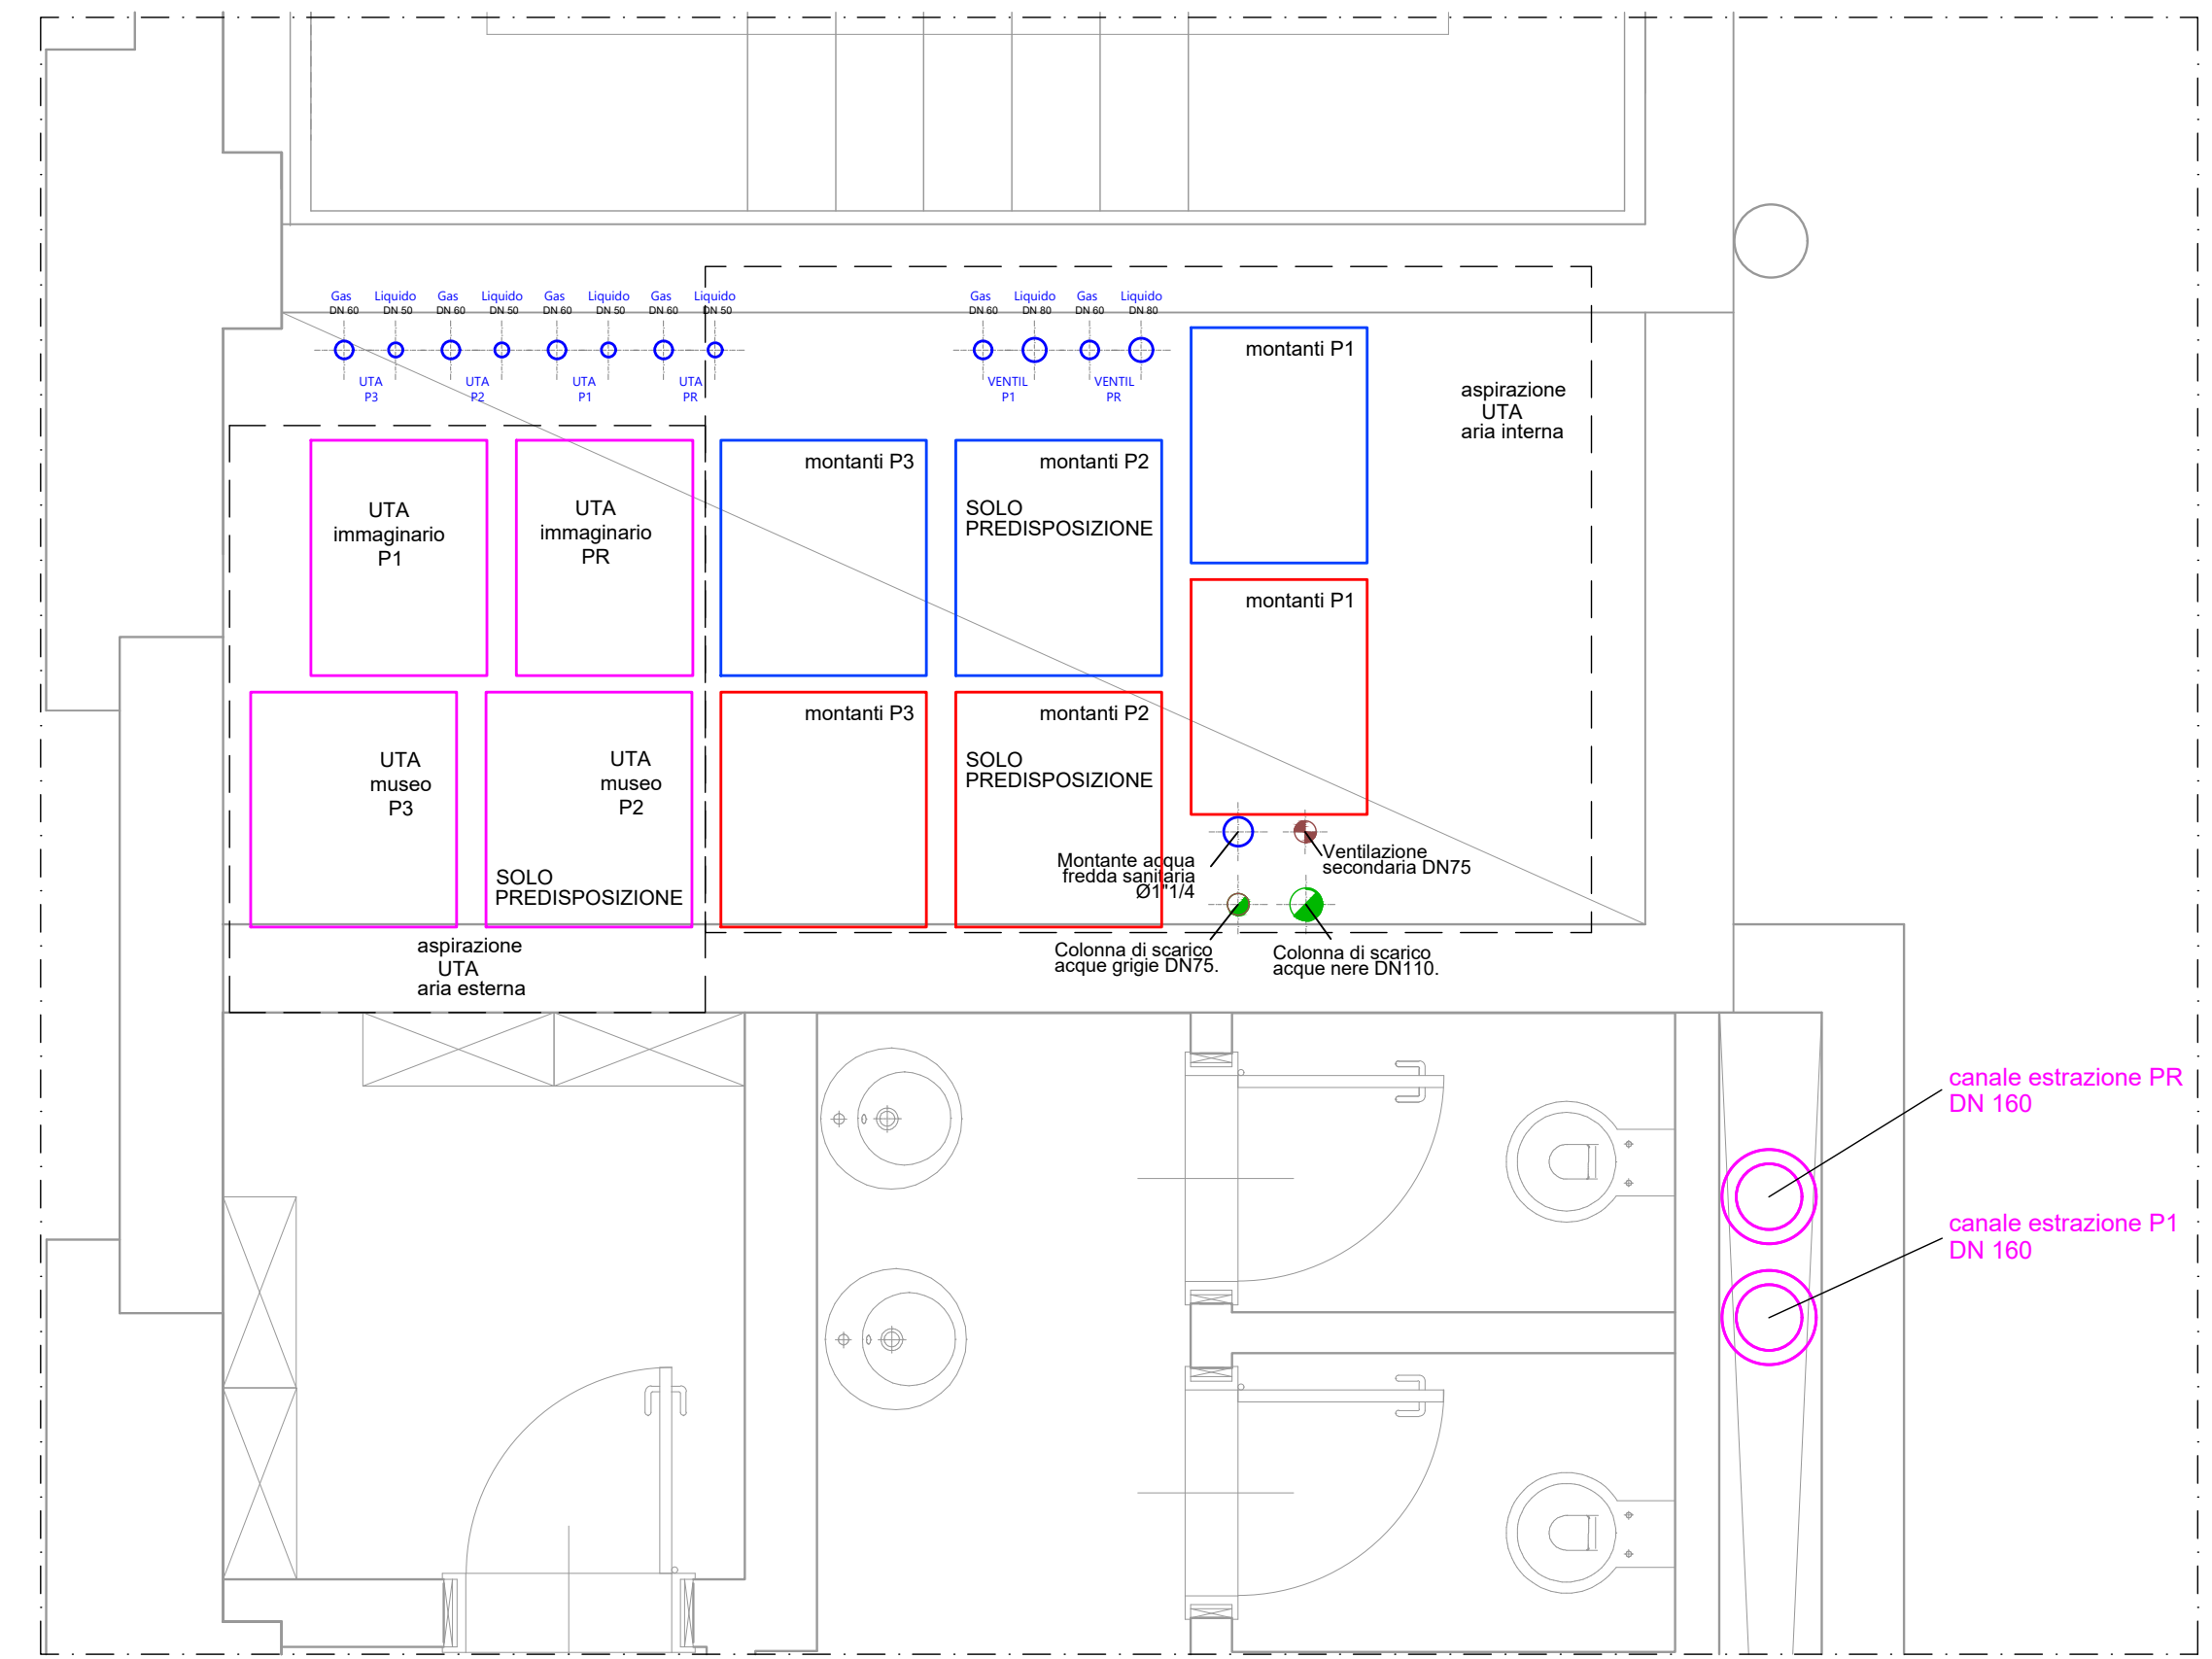 Gas Liquido Gas Liquido Gas Liquido Gas Liquido
DN 60 DN 50 DN 60 DN 50 DN 60 DN 50 DN 60 DN 50
UTA UTA UTA UTA
P3 P2 P1 PR
Gas Liquido Gas Liquido
DN 60 DN 80 DN 60 DN 80
VENTIL VENTIL
P1 PR
montanti P1
aspirazione
UTA
aria interna
UTA
immaginario
P1
UTA
immaginario
PR
montanti P3
montanti P2
SOLO
PREDISPOSIZIONE
montanti P1
UTA
museo
P3
UTA
museo
P2
SOLO
PREDISPOSIZIONE
montanti P3
montanti P2
SOLO
PREDISPOSIZIONE
Montante acqua
fredda sanitaria
Ø1"1/4
Ventilazione
secondaria DN75
aspirazione
UTA
aria esterna
Colonna di scarico
acque grigie DN75.
Colonna di scarico
acque nere DN110.
canale estrazione PR
DN 160
canale estrazione P1
DN 160